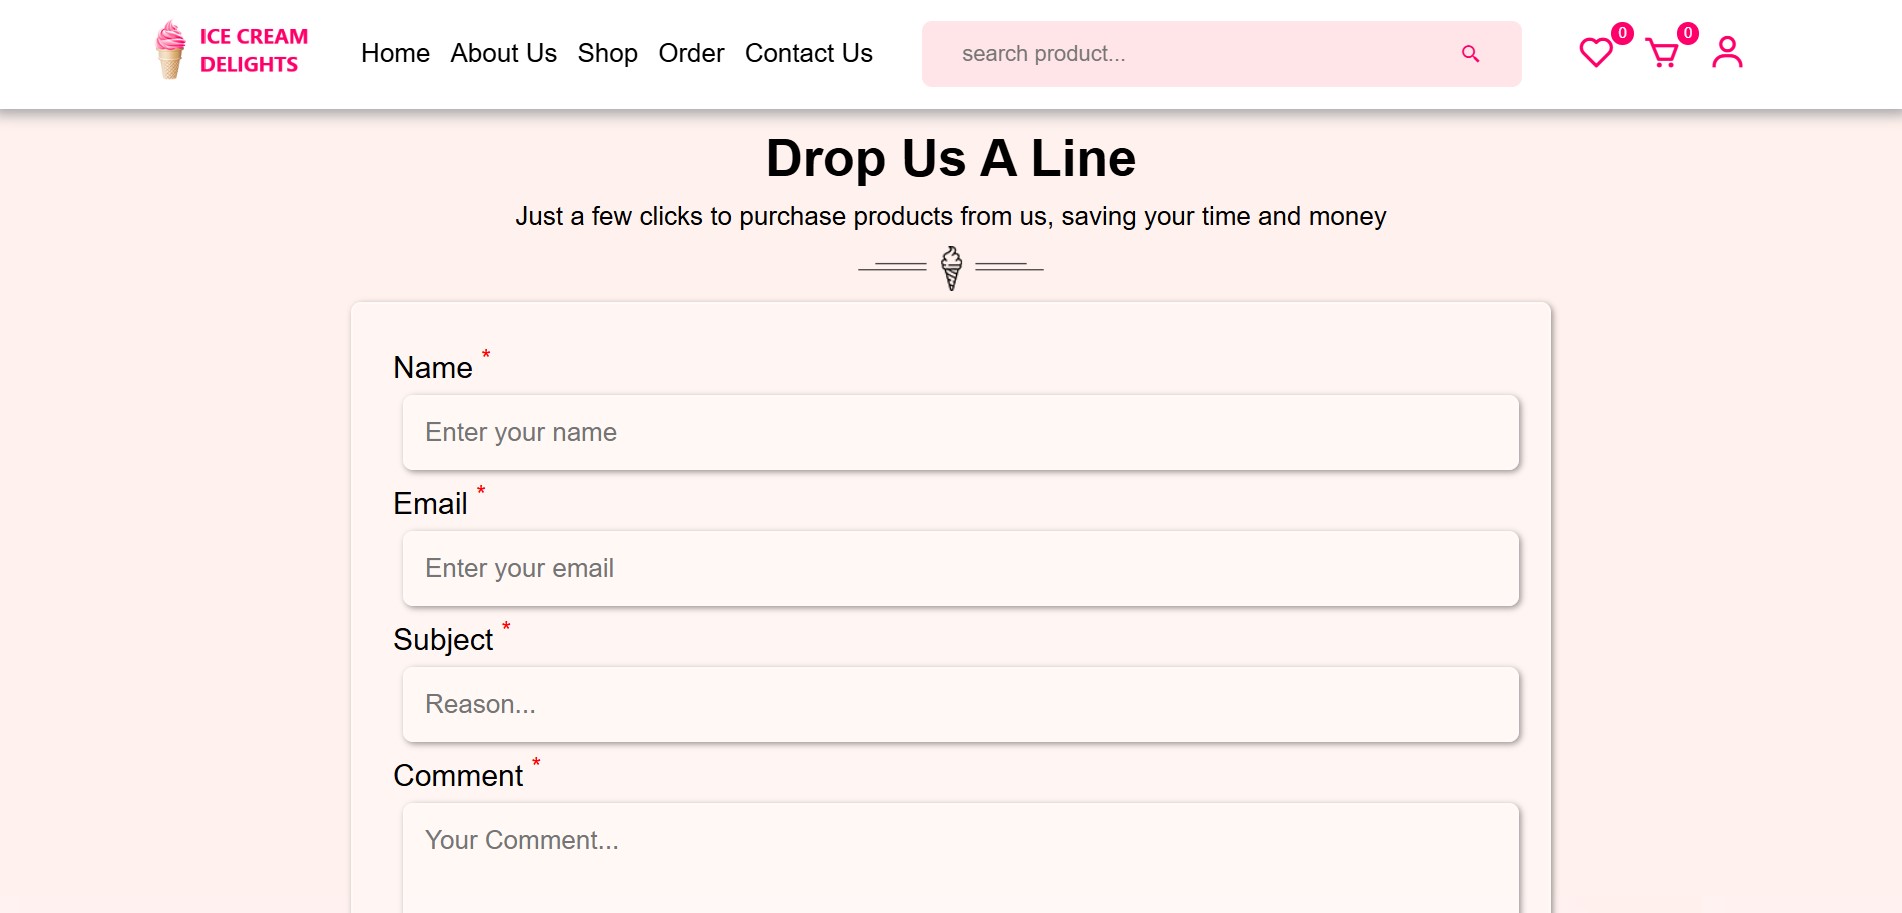 ICE CREAM
DELIGHTS
Home About Us Shop Order Contact Us
search product...
0
0
Drop Us A Line
Just a few clicks to purchase products from us, saving your time and money
Name *
Enter your name
Email *
Enter your email
Subject *
Reason...
Comment *
Your Comment...